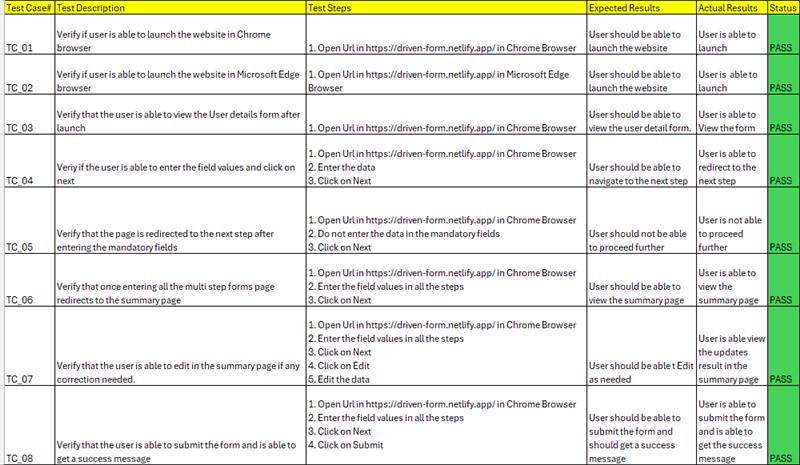 Test Case# Test Description Test Steps Expected Results Actual Results Status
TC_01 Verify if user is able to launch the website in Chrome browser 1. Open Url in https://driven-form.netlify.app/ in Chrome Browser User should be able to launch the website User is able to launch PASS
TC_02 Verify if user is able to launch the website in Microsoft Edge browser 1. Open Url in https://driven-form.netlify.app/ in Microsoft Edge Browser User should be able to launch the website User is able to launch PASS
TC_03 Verify that the user is able to view the User details form after launch 1. Open Url in https://driven-form.netlify.app/ in Chrome Browser User should be able to view the user detail form. User is able to View the form PASS
TC_04 Veriy if the user is able to enter the field values and click on next
1. Open Url in https://driven-form.netlify.app/ in Chrome Browser
2. Enter the data
3. Click on Next
User should be able to navigate to the next step User is able to redirect to the next step PASS
TC_05 Verify that the page is redirected to the next step after entering the mandatory fields
1. Open Url in https://driven-form.netlify.app/ in Chrome Browser
2. Do not enter the data in the mandatory fields
3. Click on Next
User should not be able to proceed further User is not able to proceed further PASS
TC_06 Verify that once entering all the multi step forms page redirects to the summary page
1. Open Url in https://driven-form.netlify.app/ in Chrome Browser
2. Enter the field values in all the steps
3. Click on Next
User should be able to view the summary page User is able to view the summary page PASS
TC_07 Verify that the user is able to edit in the summary page if any correction needed.
1. Open Url in https://driven-form.netlify.app/ in Chrome Browser
2. Enter the field values in all the steps
3. Click on Next
4. Click on Edit
5. Edit the data
User should be able t Edit as needed User is able view the updates result in the summary page PASS
TC_08 Verify that the user is able to submit the form and is able to get a success message
1. Open Url in https://driven-form.netlify.app/ in Chrome Browser
2. Enter the field values in all the steps
3. Click on Next
4. Click on Submit
User should be able to submit the form and should get a success message User is able to submit the form and is able to get the success message PASS